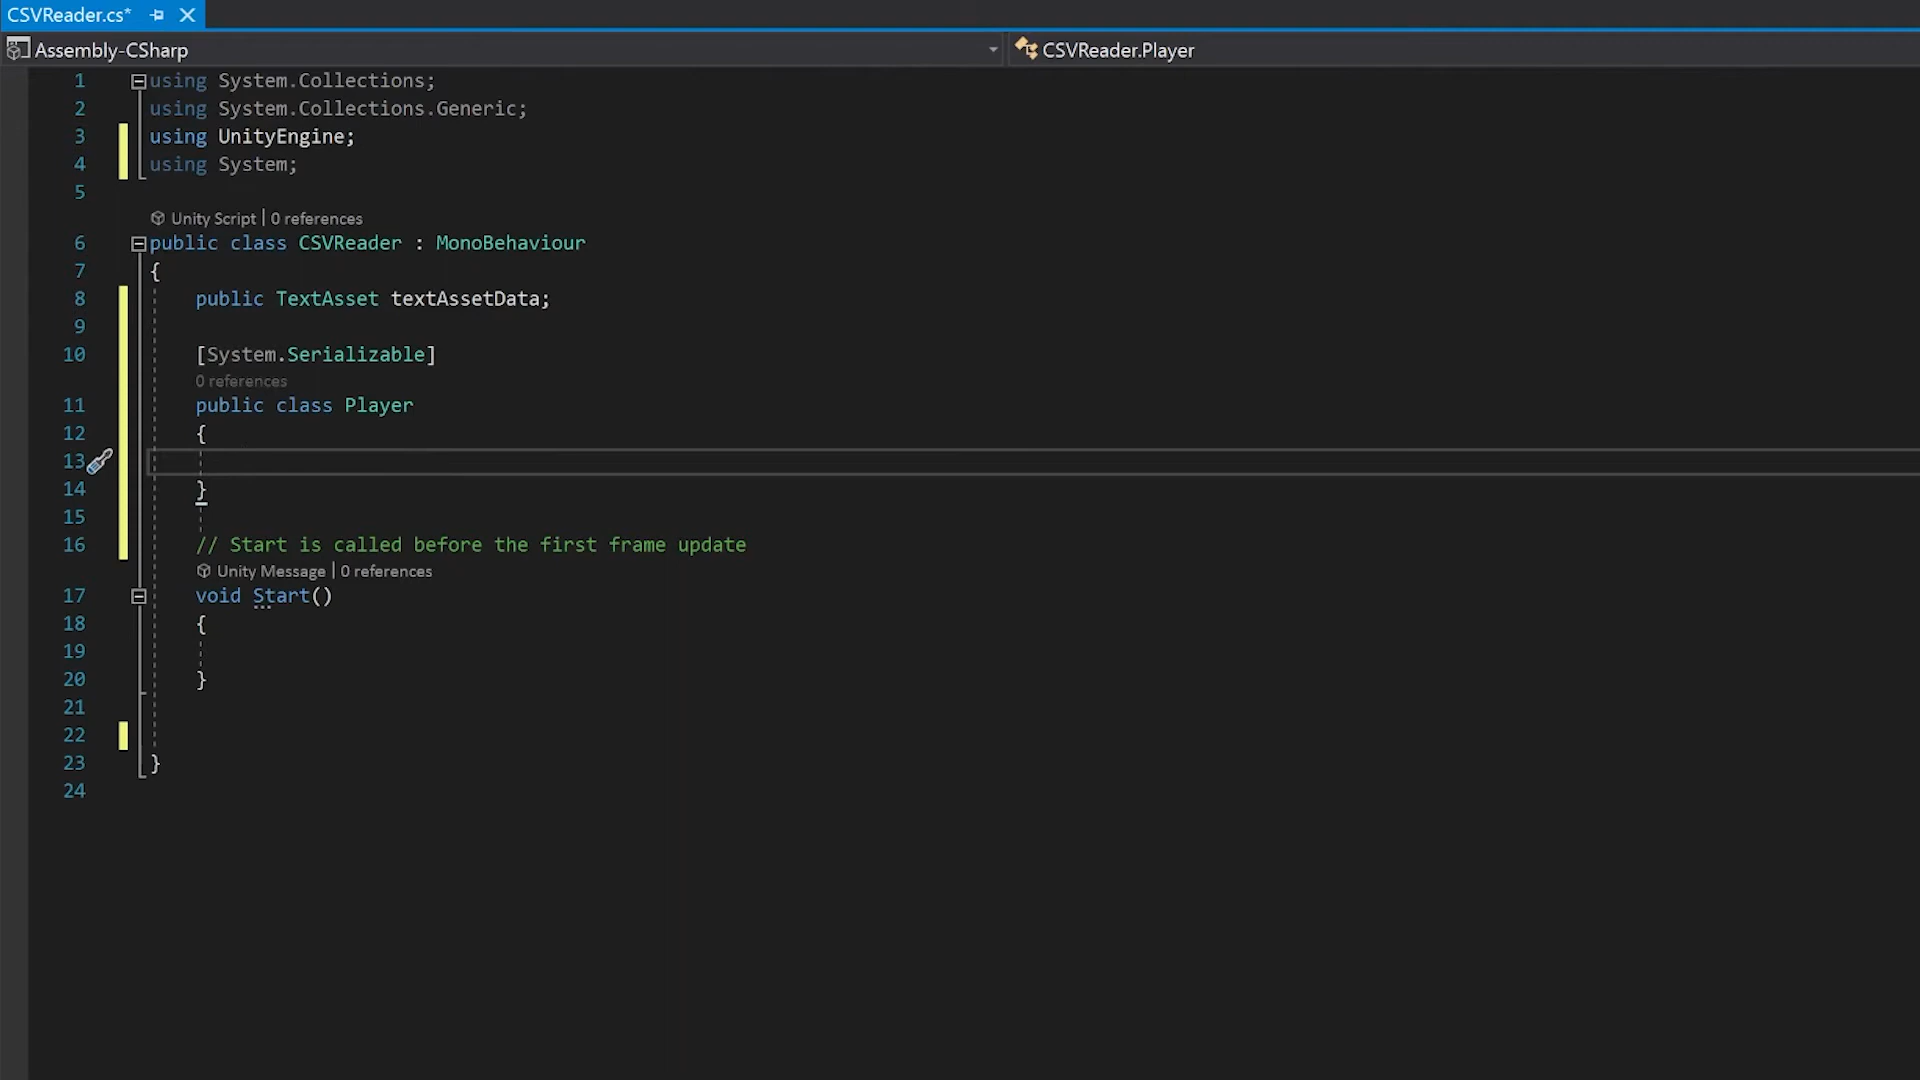 CSVReader.cs*
Assembly-CSharp
CSVReader.Player
1 using System.Collections;
2 using System.Collections.Generic;
3 using UnityEngine;
4 using System;
5
Unity Script | 0 references
6 public class CSVReader : MonoBehaviour
7 {
8 public TextAsset textAssetData;
9
10 [System.Serializable]
0 references
11 public class Player
12 {
13
14 }
15
16 // Start is called before the first frame update
Unity Message | 0 references
17 void Start()
18 {
19
20 }
21
22
23 }
24